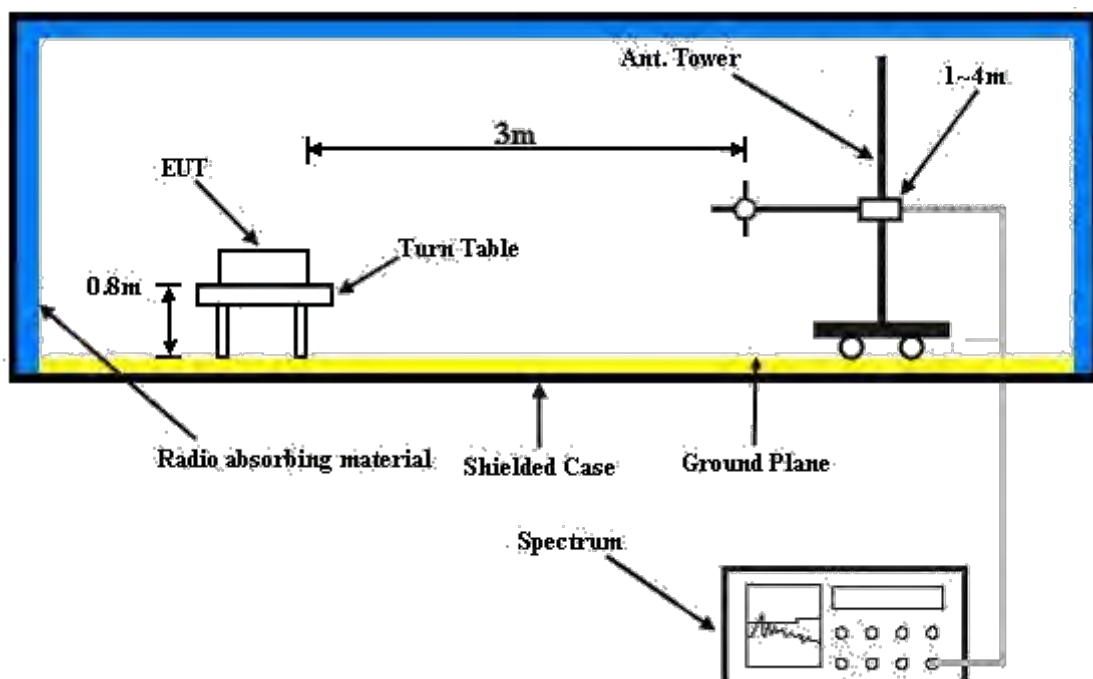 Ant. Tower
1~4m
3m
EUT
Turn Table
0.8m
Radio absorbing material
Shielded Case
Ground Plane
Spectrum